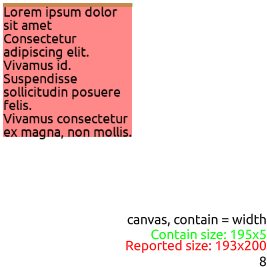 Lorem ipsum dolor
sit amet
Consectetur
adipiscing elit.
Vivamus id.
Suspendisse
sollicitudin posuere
felis.
Vivamus consectetur
ex magna, non mollis.
canvas, contain = width
Contain size: 195x5
Reported size: 193x200
8